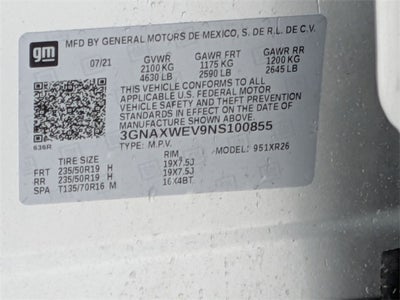 gm
MFD BY GENERAL MOTORS DE MEXICO, S. DE R.L. DE C.V.
07/21 GVWR GAWR FRT GAWR RR
2100 KG 1175 KG 1200 KG
4630 LB 2590 LB 2645 LB
THIS VEHICLE CONFORMS TO ALL
APPLICABLE U.S. FEDERAL MOTOR
VEHICLE SAFETY AND THEFT
PREVENTION STANDARDS IN EFFECT
ON THE DATE OF MANUFACTURE
SHOWN ABOVE.
3GNAXWEV9NS100855
636R TYPE: M.P.V. 951XR26
TIRE SIZE RIM
FRT 235/50R19 H 19X7.5J
RR 235/50R19 H 19X7.5J
SPA T135/70R16 M 16X4BT